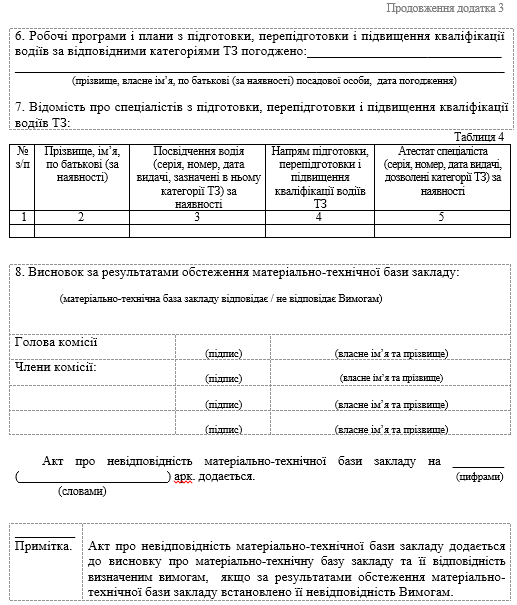 Продовження додатка 3
6. Робочі програми і плани з підготовки, перепідготовки і підвищення кваліфікації
водіїв за відповідними категоріями ТЗ погоджено:______________________________
(прізвище, власне ім’я, по батькові (за наявності) посадової особи, дата погодження)
7. Відомість про спеціалістів з підготовки, перепідготовки і підвищення кваліфікації
водіїв ТЗ:
Таблиця 4
№ з/п | Прізвище, ім’я, по батькові (за наявності) | Посвідчення водія (серія, номер, дата видачі, зазначені в ньому категорії ТЗ) за наявності | Напрям підготовки, перепідготовки і підвищення кваліфікації водіїв ТЗ | Атестат спеціаліста (серія, номер, дата видачі, дозволені категорії ТЗ) за наявності
1 2 3 4 5
8. Висновок за результатами обстеження матеріально-технічної бази закладу:
(матеріально-технічна база закладу відповідає / не відповідає Вимогам)
Голова комісії
(підпис) (власне ім’я та прізвище)
Члени комісії:
(підпис) (власне ім’я та прізвище)
(підпис) (власне ім’я та прізвище)
(підпис) (власне ім’я та прізвище)
Акт про невідповідність матеріально-технічної бази закладу на ________
(________________________) арк. додається. (цифрами)
(словами)
Примітка. Акт про невідповідність матеріально-технічної бази закладу додається
до висновку про матеріально-технічну базу закладу та її відповідність
визначеним вимогам, якщо за результатами обстеження матеріально-
технічної бази закладу встановлено її невідповідність Вимогам.